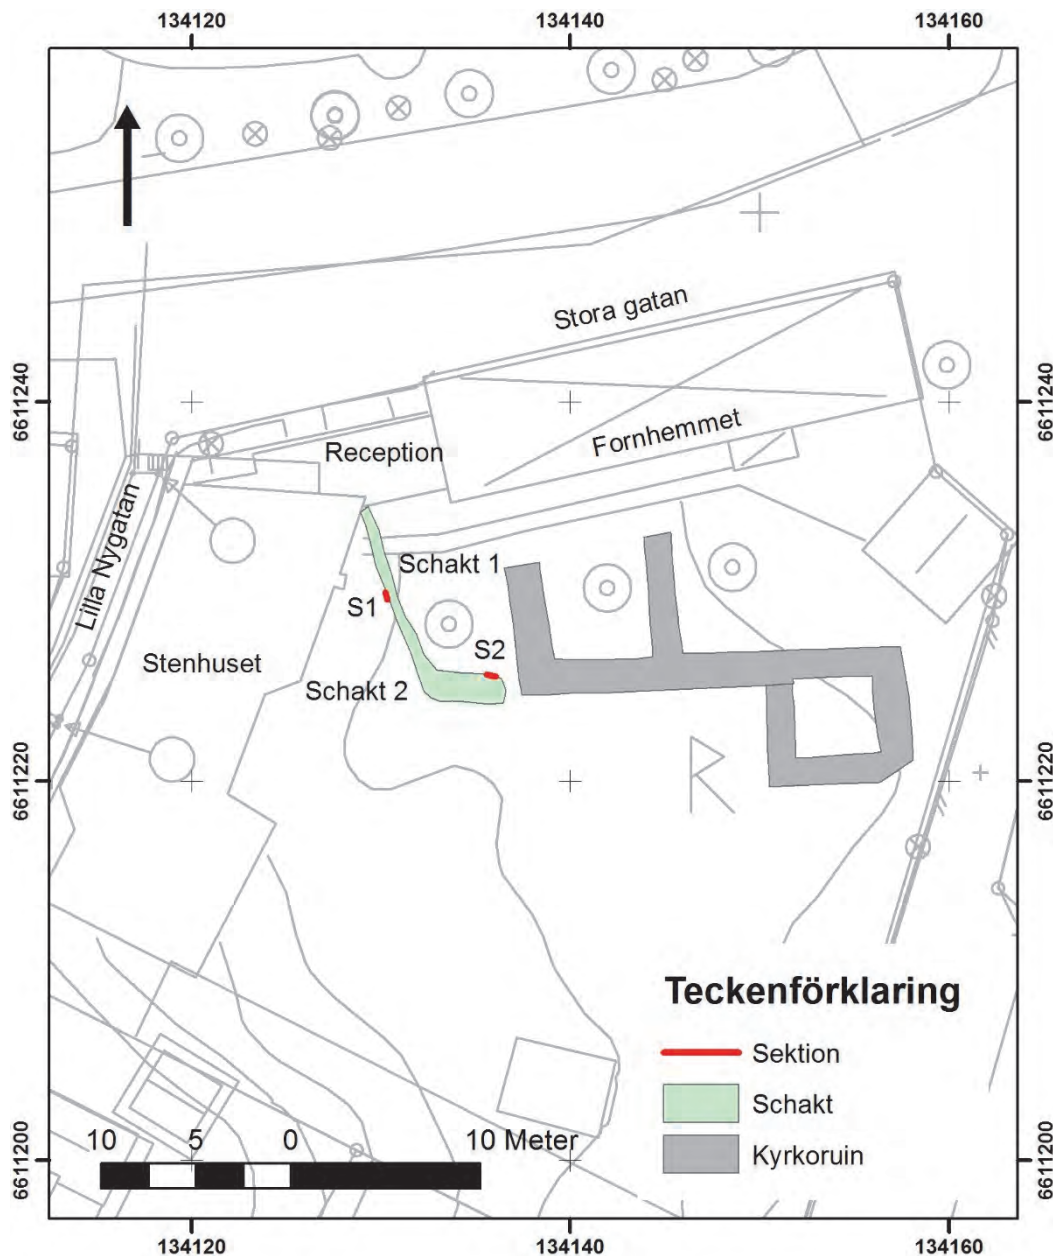 134120 134140 134160
Stora gatan
6611240 6611240
Fornhemmet
Reception
Lilla Nygatan
Schakt 1
S1
S2
Stenhuset
Schakt 2
R
6611220 6611220
Teckenförklaring
Sektion
Schakt
Kyrkoruin
10 5 0 10 Meter
6611200 6611200
134120 134140 134160